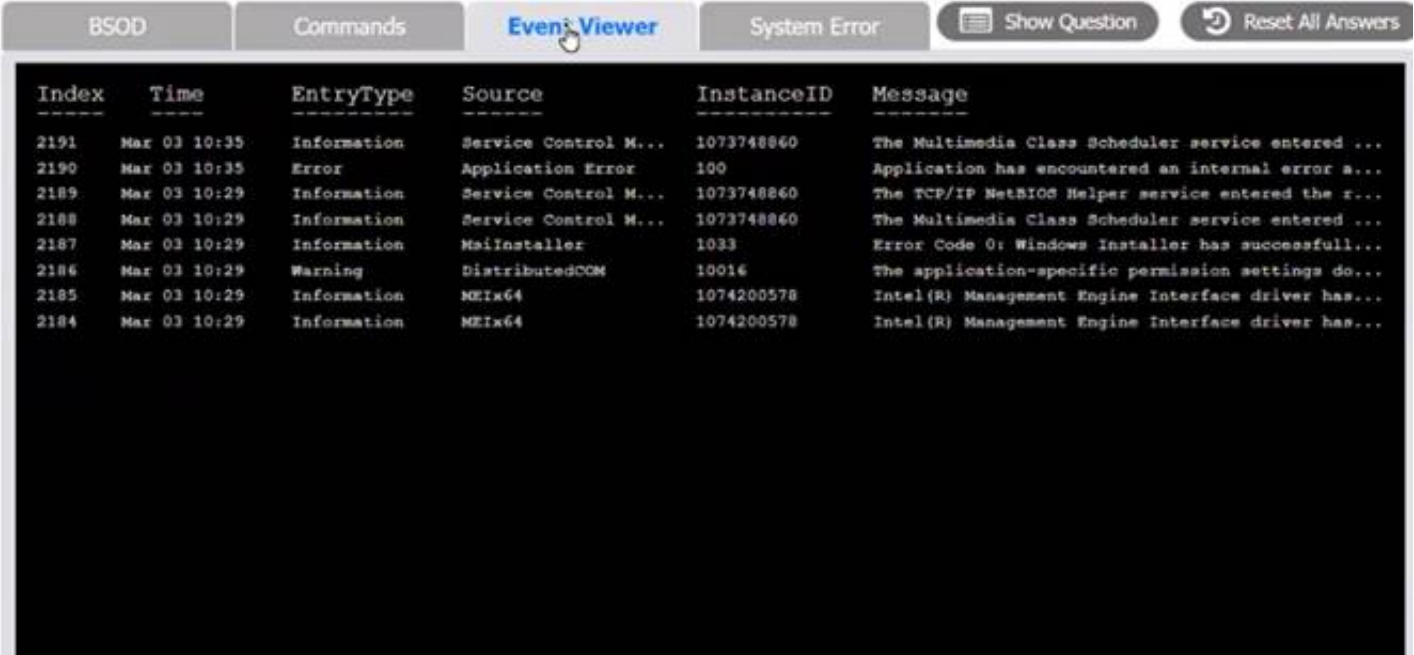 BSOD Commands Event Viewer System Error Show Question Reset All Answers
Index Time EntryType Source InstanceID Message
2191 Mar 03 10:35 Information Service Control M... 1073748860 The Multimedia Class Scheduler service entered ...
2190 Mar 03 10:35 Error Application Error 100 Application has encountered an internal error a...
2189 Mar 03 10:29 Information Service Control M... 1073748860 The TCP/IP NetBIOS Helper service entered the r...
2188 Mar 03 10:29 Information Service Control M... 1073748860 The Multimedia Class Scheduler service entered ...
2187 Mar 03 10:29 Information MsiInstaller 1033 Error Code 0: Windows Installer has successfull...
2186 Mar 03 10:29 Warning DistributedCOM 10016 The application-specific permission settings do...
2185 Mar 03 10:29 Information MEIx64 1074200578 Intel(R) Management Engine Interface driver has...
2184 Mar 03 10:29 Information MEIx64 1074200578 Intel(R) Management Engine Interface driver has...